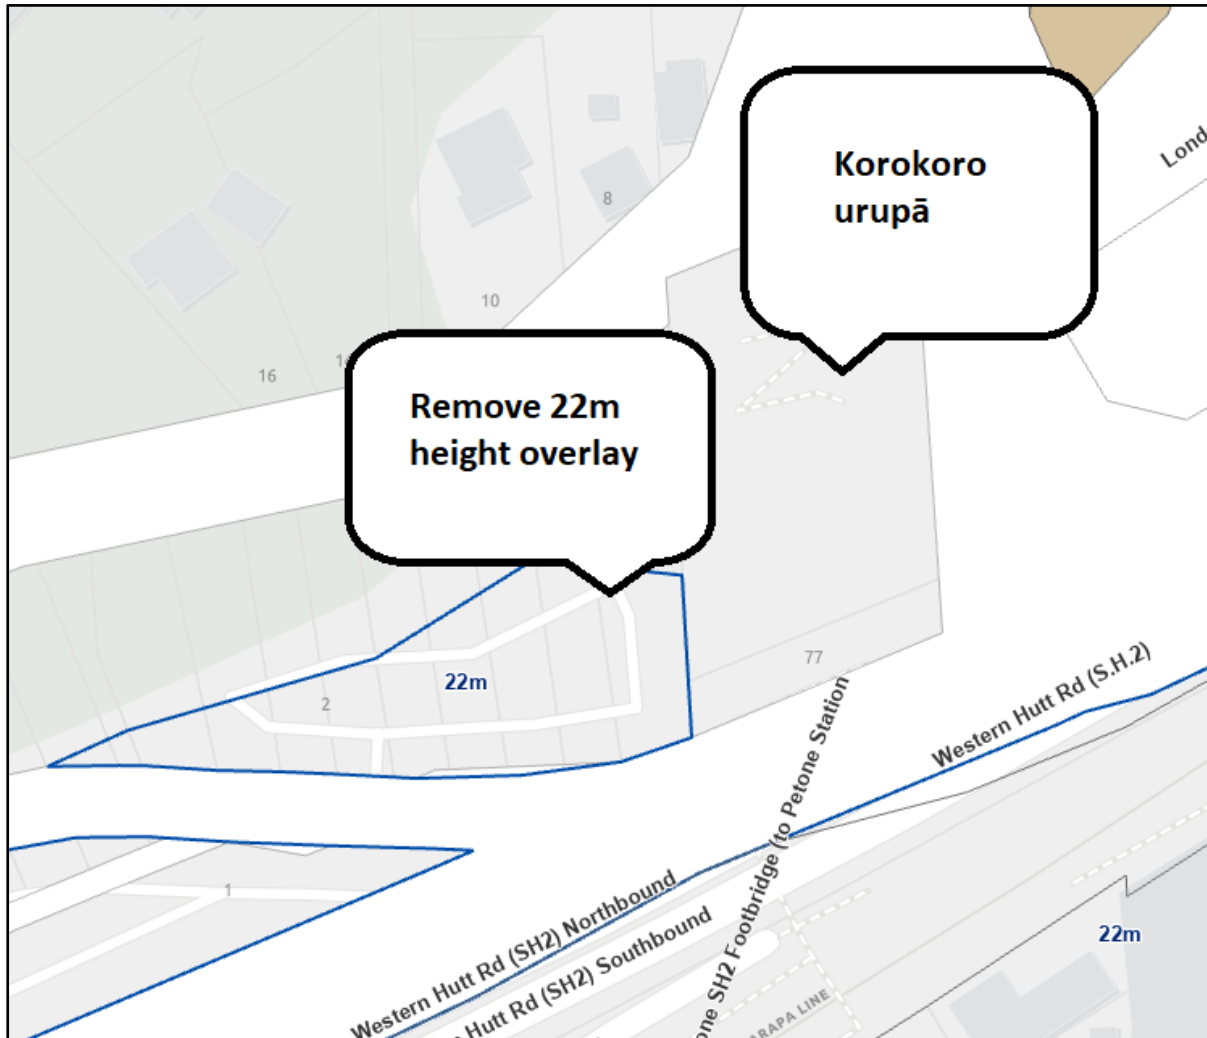 Lond
Korokoro
urupā
8
10
16
Remove 22m
height overlay
77
22m
2
Western Hutt Rd (S.H.2)
one SH2 Footbridge (to Petone Station)
1
Western Hutt Rd (SH2) Northbound
Hutt Rd (SH2) Southbound
22m
ARAPA LINE